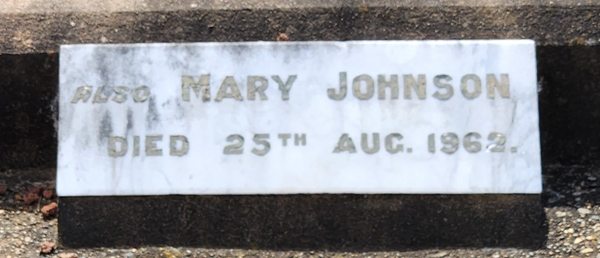 ALSO MARY JOHNSON
DIED 25TH AUG. 1962.